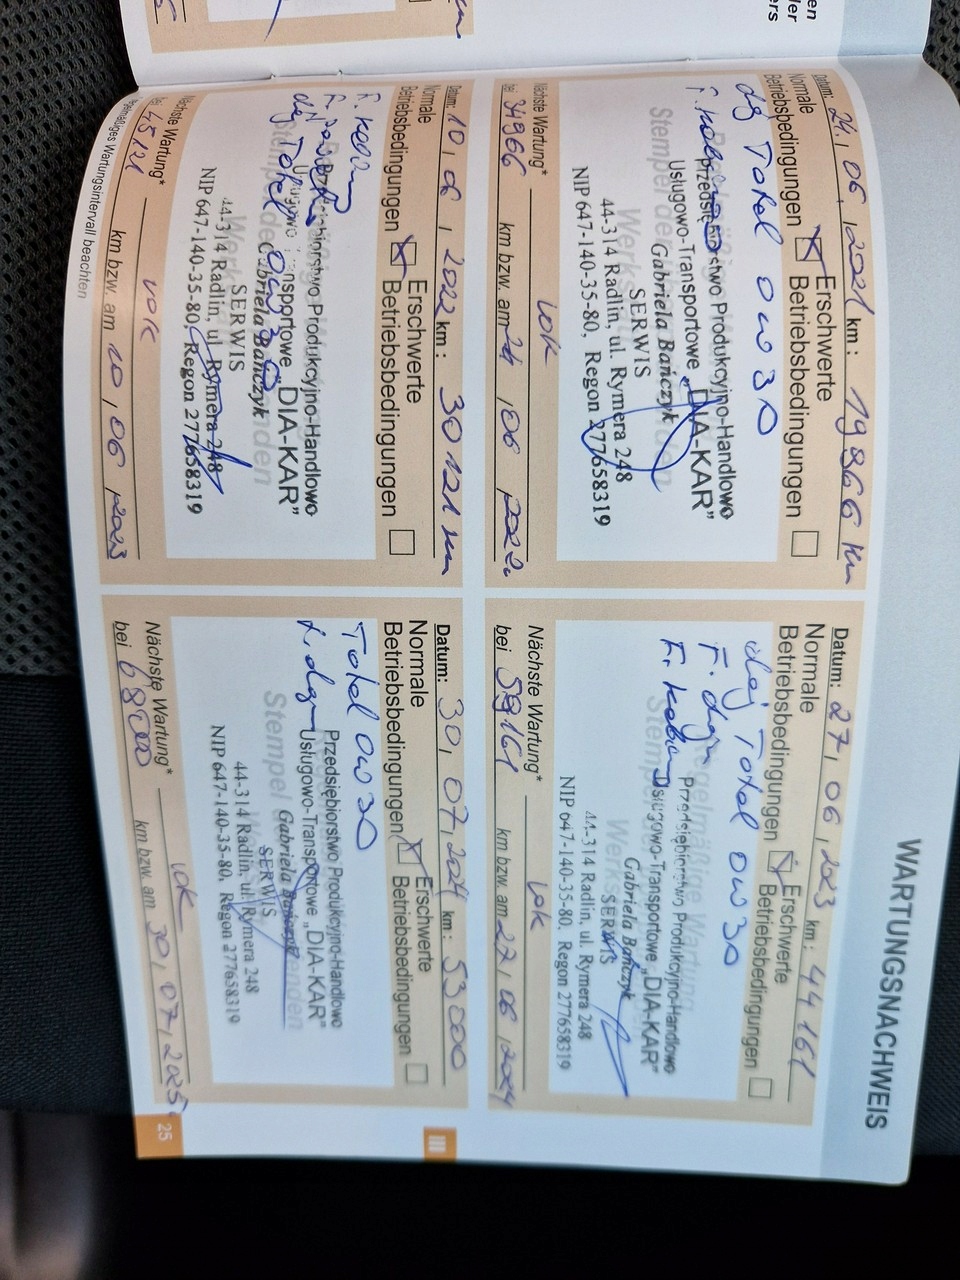 WARTUNGSNACHWEIS
Datum: 24, 06, 2021 km: 19866 km
Normale Betriebsbedingungen Erschwerte Betriebsbedingungen
olej Total 0w30
Przedsiębiorstwo Produkcyjno-Handlowo
Usługowo-Transportowe „DIA-KAR”
Gabriela Bańczyk
SERWIS
44-314 Radlin, ul. Rymera 248
NIP 647-140-35-80, Regon 277658319
Nächste Wartung*
bei 34966 km bzw. am 24, 06 2022
Datum: 27, 06, 2023 km: 44161
Normale Betriebsbedingungen Erschwerte Betriebsbedingungen
olej Total 0w30
Przedsiębiorstwo Produkcyjno-Handlowo
Usługowo-Transportowe „DIA-KAR”
Gabriela Bańczyk
SERWIS
44-314 Radlin, ul. Rymera 248
NIP 647-140-35-80, Regon 277658319
Nächste Wartung*
bei 59161 km bzw. am 27, 06, 2024
Datum: 10, 06, 2022 km: 30121 km
Normale Betriebsbedingungen Erschwerte Betriebsbedingungen
olej Total 0w30
Przedsiębiorstwo Produkcyjno-Handlowo
Usługowo-Transportowe „DIA-KAR”
Gabriela Bańczyk
SERWIS
44-314 Radlin, ul. Rymera 248
NIP 647-140-35-80, Regon 277658319
Nächste Wartung*
bei 45121 km bzw. am 10, 06, 2023
Wartungsintervall beachten
Datum: 30, 07, 2024 km: 53000
Normale Betriebsbedingungen Erschwerte Betriebsbedingungen
Total 0w30
Przedsiębiorstwo Produkcyjno-Handlowo
Usługowo-Transportowe „DIA-KAR”
Gabriela Bańczyk
SERWIS
44-314 Radlin, ul. Rymera 248
NIP 647-140-35-80, Regon 277658319
Nächste Wartung*
bei 68000 km bzw. am 30, 07, 2025
III
25